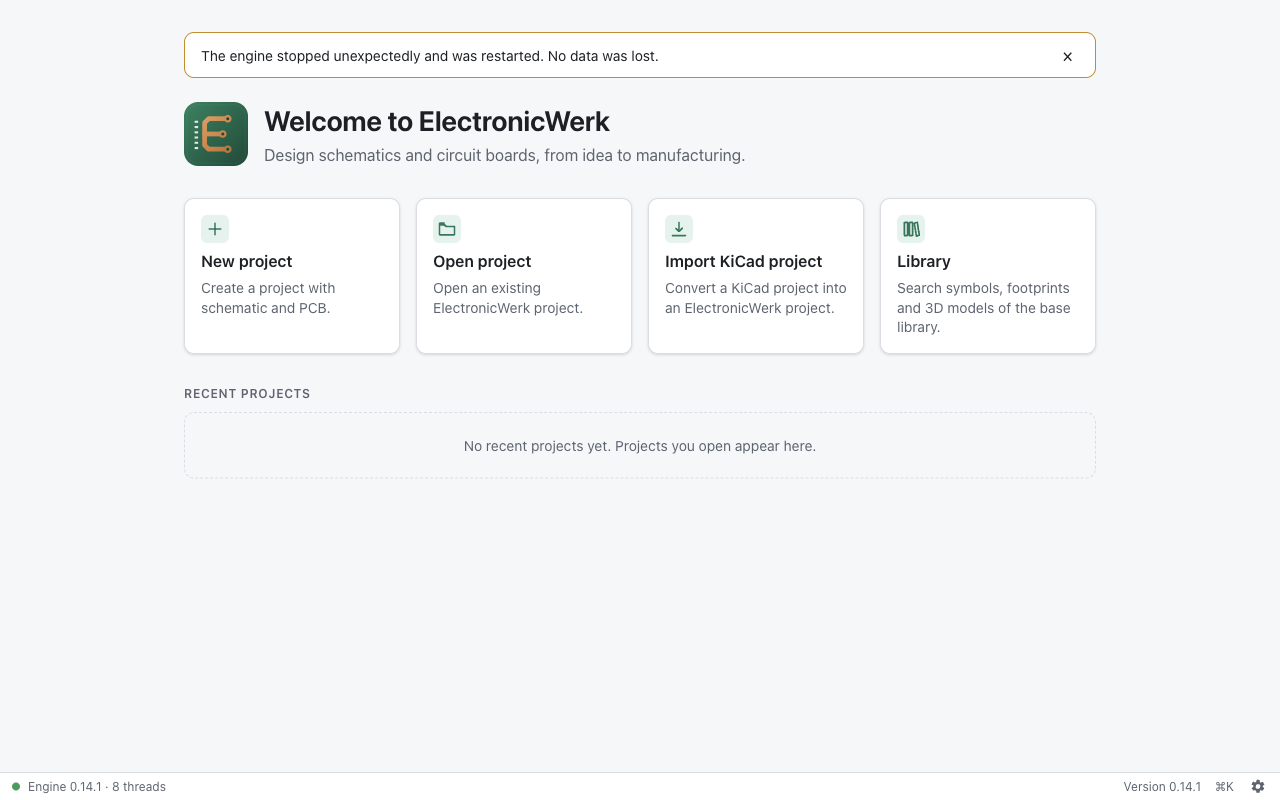 The engine stopped unexpectedly and was restarted. No data was lost.
Welcome to ElectronicWerk
Design schematics and circuit boards, from idea to manufacturing.
New project
Create a project with
schematic and PCB.
Open project
Open an existing
ElectronicWerk project.
Import KiCad project
Convert a KiCad project into
an ElectronicWerk project.
Library
Search symbols, footprints
and 3D models of the base
library.
RECENT PROJECTS
No recent projects yet. Projects you open appear here.
Engine 0.14.1 · 8 threads
Version 0.14.1 ⌘K